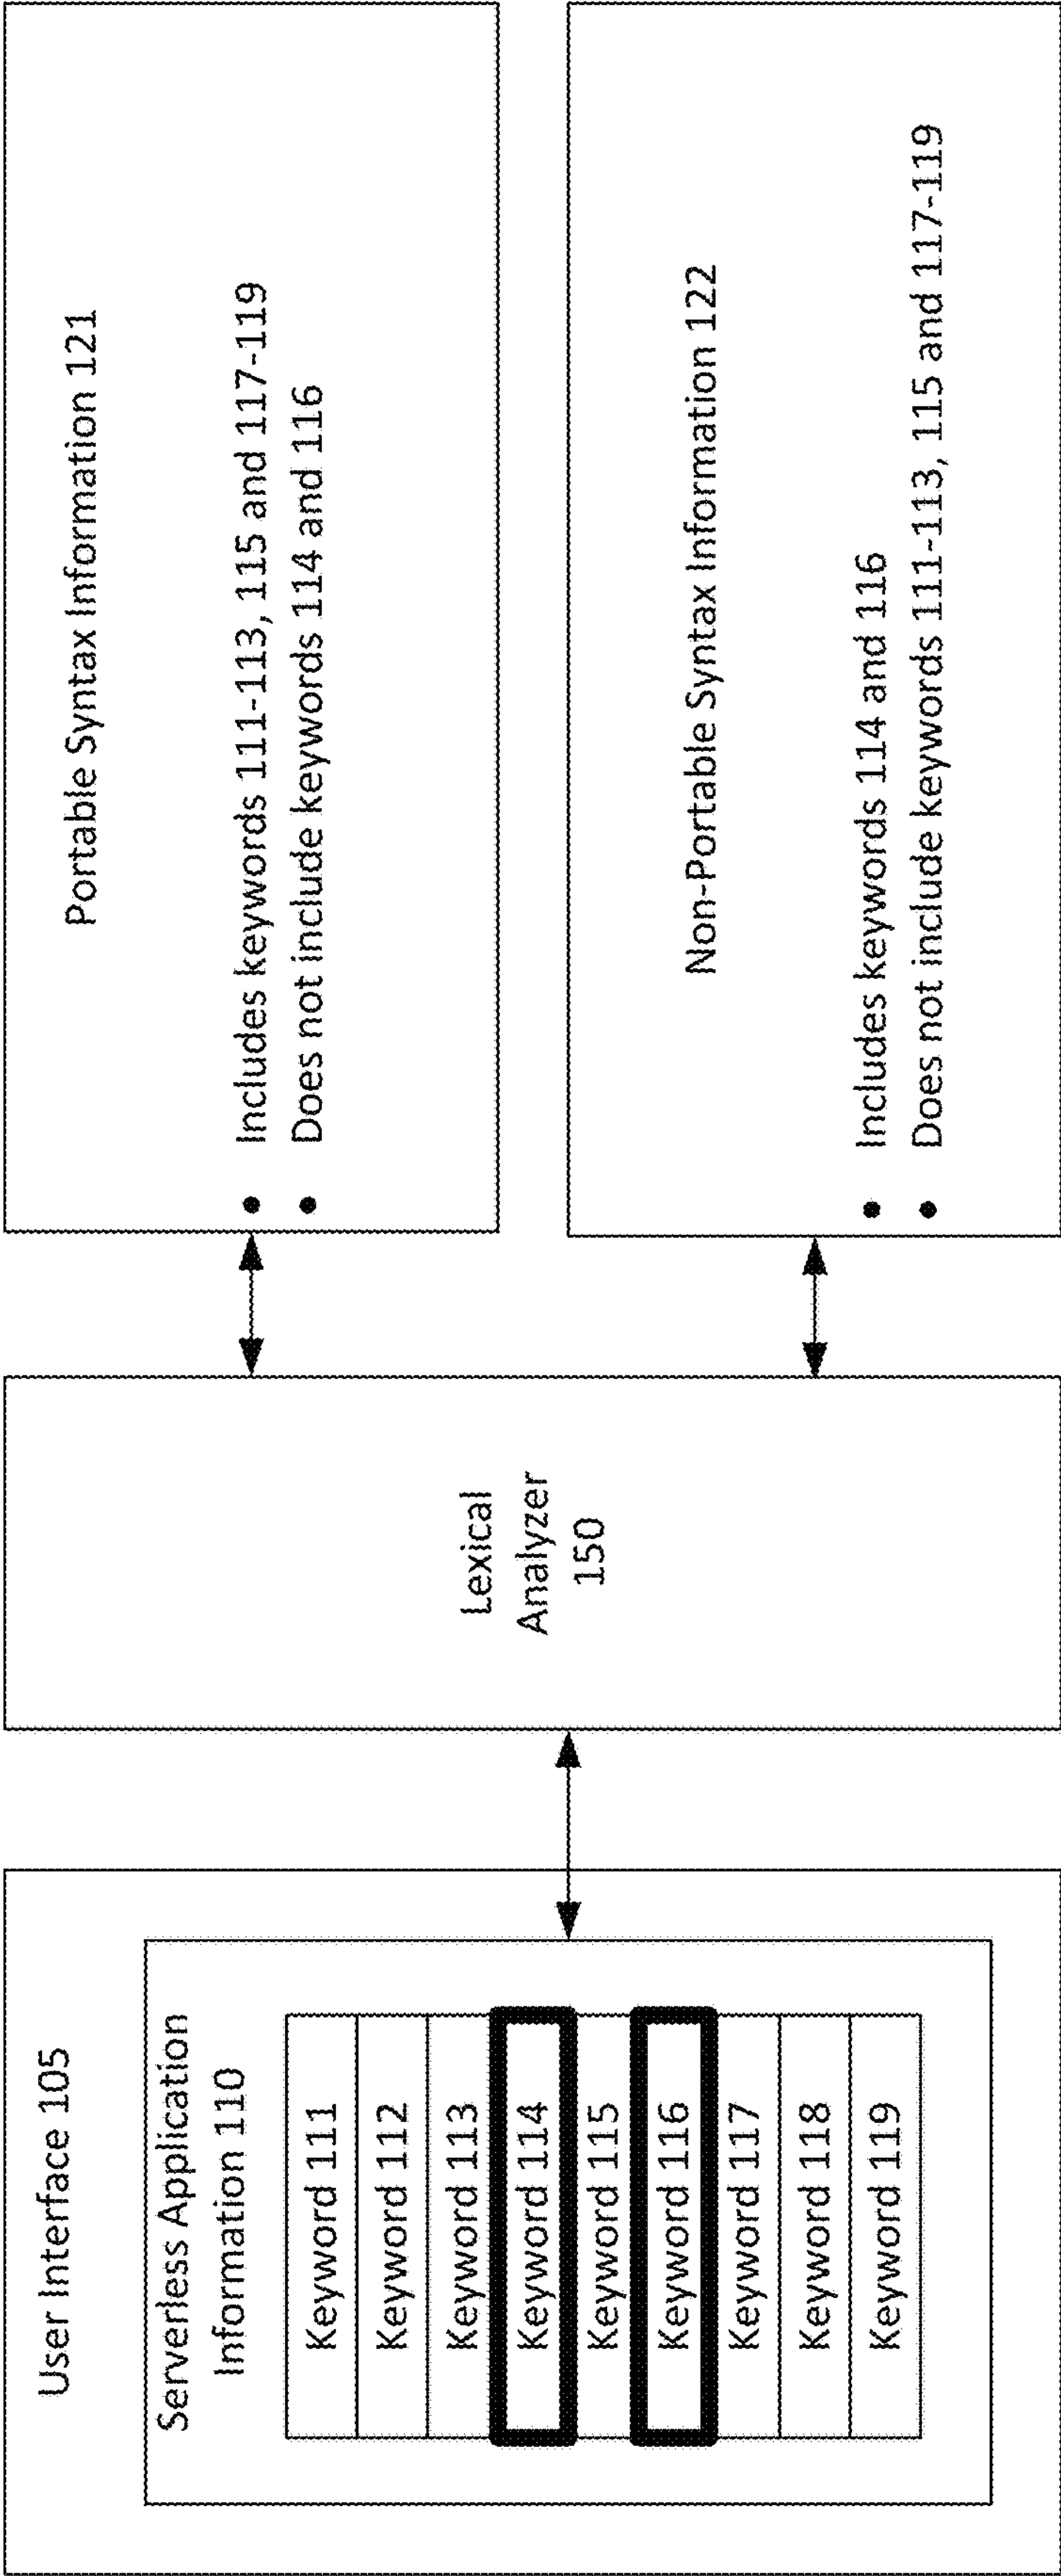 User Interface 105
Serverless Application
Information 110
Keyword 111
Keyword 112
Keyword 113
Keyword 114
Keyword 115
Keyword 116
Keyword 117
Keyword 118
Keyword 119
Lexical
Analyzer
150
Portable Syntax Information 121
• Includes keywords 111-113, 115 and 117-119
• Does not include keywords 114 and 116
Non-Portable Syntax Information 122
• Includes keywords 114 and 116
• Does not include keywords 111-113, 115 and 117-119